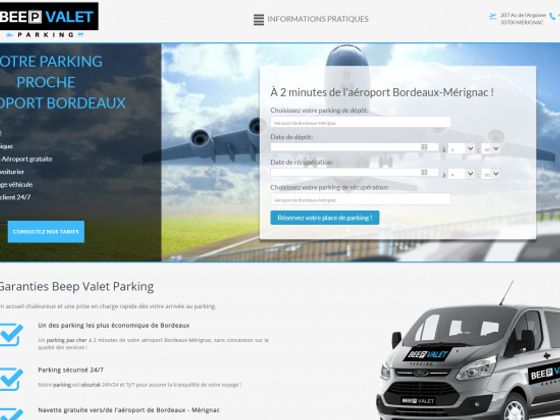 BEEP VALET
PARKING
INFORMATIONS PRATIQUES
207 Av. de l'Argonne
33700 MERIGNAC
OTRE PARKING
PROCHE
OPORT BORDEAUX
À 2 minutes de l'aéroport Bordeaux-Mérignac !
Choisissez votre parking de dépôt:
Aéroport de Bordeaux-Mérignac
Date de dépôt:
à
:
00
Date de récupération:
à
:
00
Choisissez votre parking de récupération:
Aéroport de Bordeaux-Mérignac
Réservez votre place de parking !
ique
Aéroport gratuite
voiturier
ge véhicule
client 24/7
CONSULTEZ NOS TARIFS
Garanties Beep Valet Parking
n accueil chaleureux et une prise en charge rapide dès votre arrivée au parking.
Un des parking les plus économique de Bordeaux
Un parking pas cher à 2 minutes de votre aéroport Bordeaux-Mérignac, sans concession sur la
qualité des services !
Parking sécurisé 24/7
Notre parking est sécurisé 24h/24 et 7j/7 pour assurer la tranquillité de votre voyage !
Navette gratuite vers/de l'aéroport de Bordeaux - Mérignac
BEEP VALET
PARKING
BEEP VALET